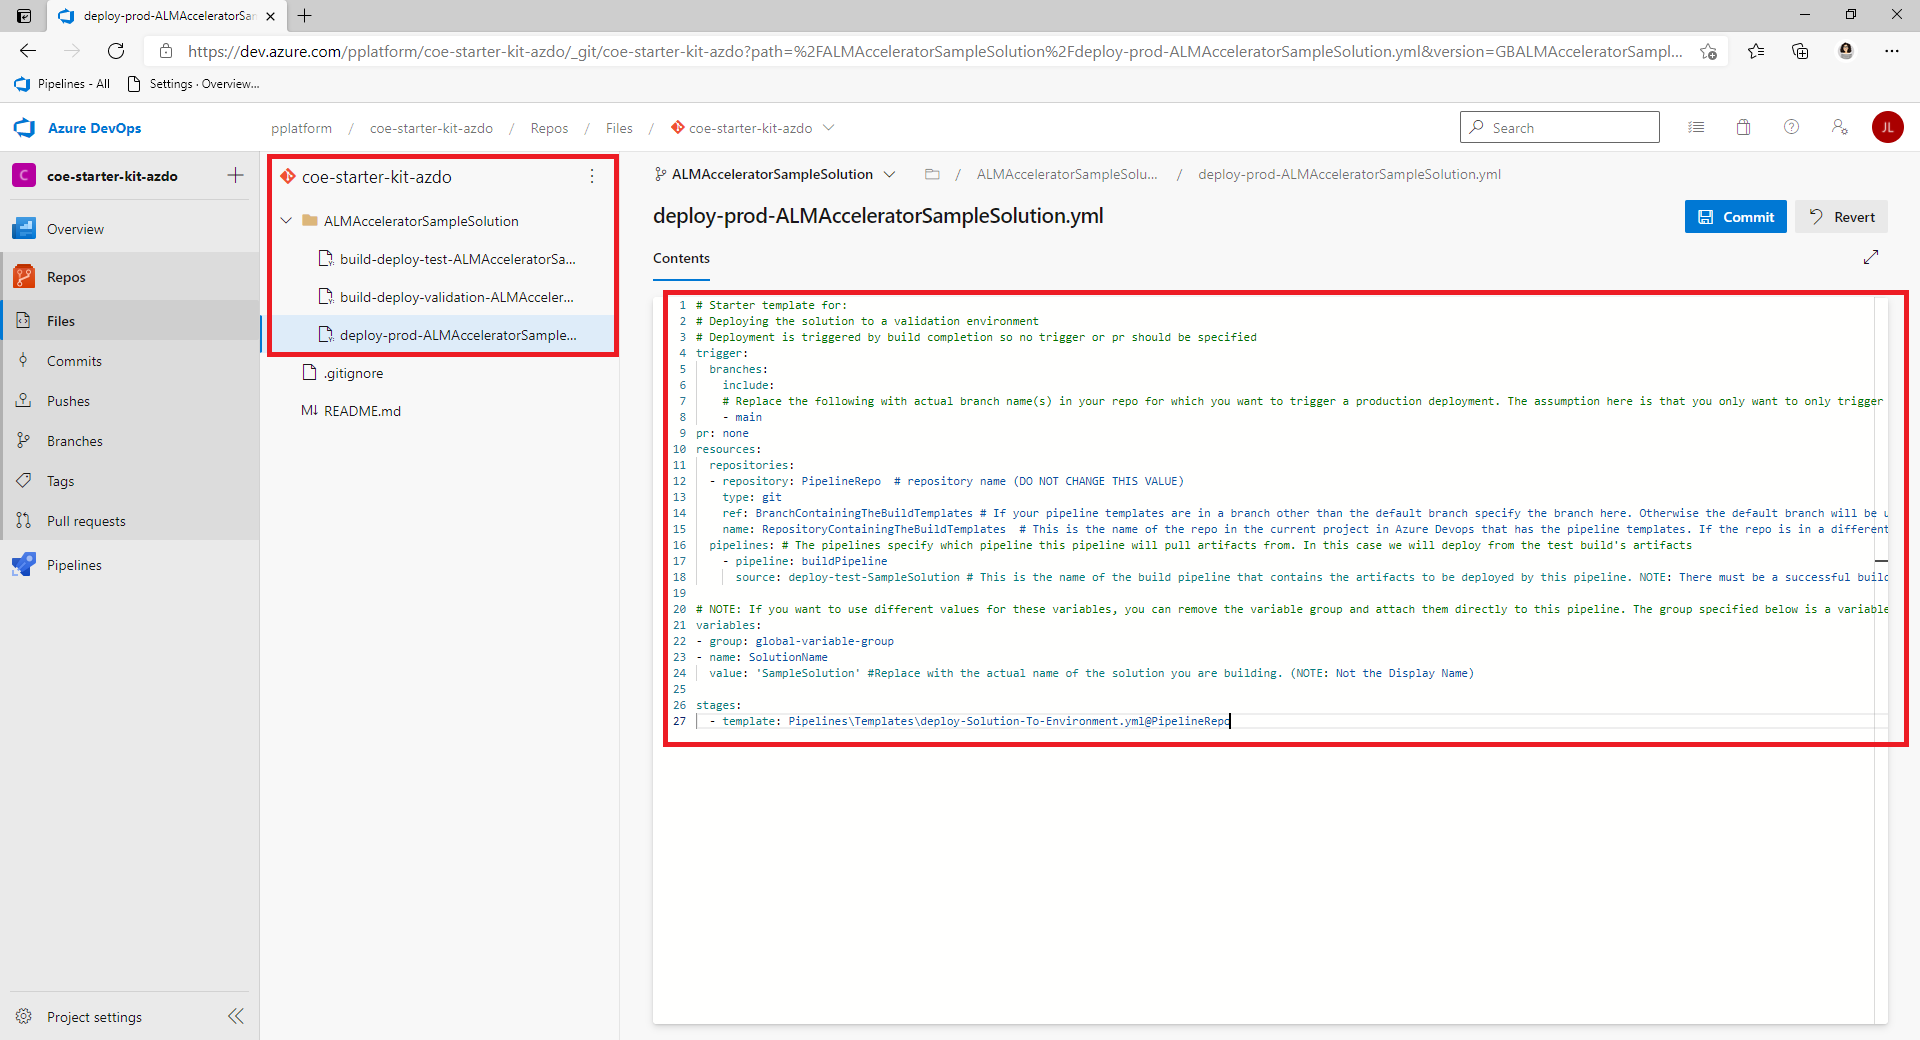 deploy-prod-ALMAcceleratorSar
https://dev.azure.com/pplatform/coe-starter-kit-azdo/_git/coe-starter-kit-azdo?path=%2FALMAcceleratorSampleSolution%2Fdeploy-prod-ALMAcceleratorSampleSolution.yml&version=GBALMAcceleratorSampl...
Pipelines - All
Settings · Overview...
Azure DevOps
pplatform / coe-starter-kit-azdo / Repos / Files / coe-starter-kit-azdo
Search
JL
C coe-starter-kit-azdo
Overview
Repos
Files
Commits
Pushes
Branches
Tags
Pull requests
Pipelines
Project settings
coe-starter-kit-azdo
ALMAcceleratorSampleSolution
build-deploy-test-ALMAcceleratorSa...
build-deploy-validation-ALMAcceler...
deploy-prod-ALMAcceleratorSample...
.gitignore
M↓ README.md
ALMAcceleratorSampleSolution / ALMAcceleratorSampleSolu... / deploy-prod-ALMAcceleratorSampleSolution.yml
deploy-prod-ALMAcceleratorSampleSolution.yml
Commit
Revert
Contents
1 # Starter template for:
2 # Deploying the solution to a validation environment
3 # Deployment is triggered by build completion so no trigger or pr should be specified
4 trigger:
5 branches:
6 include:
7 # Replace the following with actual branch name(s) in your repo for which you want to trigger a production deployment. The assumption here is that you only want to only trigger
8 - main
9 pr: none
10 resources:
11 repositories:
12 - repository: PipelineRepo # repository name (DO NOT CHANGE THIS VALUE)
13 type: git
14 ref: BranchContainingTheBuildTemplates # If your pipeline templates are in a branch other than the default branch specify the branch here. Otherwise the default branch will be u
15 name: RepositoryContainingTheBuildTemplates # This is the name of the repo in the current project in Azure Devops that has the pipeline templates. If the repo is in a different
16 pipelines: # The pipelines specify which pipeline this pipeline will pull artifacts from. In this case we will deploy from the test build's artifacts
17 - pipeline: buildPipeline
18 source: deploy-test-SampleSolution # This is the name of the build pipeline that contains the artifacts to be deployed by this pipeline. NOTE: There must be a successful build
19
20 # NOTE: If you want to use different values for these variables, you can remove the variable group and attach them directly to this pipeline. The group specified below is a variable
21 variables:
22 - group: global-variable-group
23 - name: SolutionName
24 value: 'SampleSolution' #Replace with the actual name of the solution you are building. (NOTE: Not the Display Name)
25
26 stages:
27 - template: Pipelines\Templates\deploy-Solution-To-Environment.yml@PipelineRepo